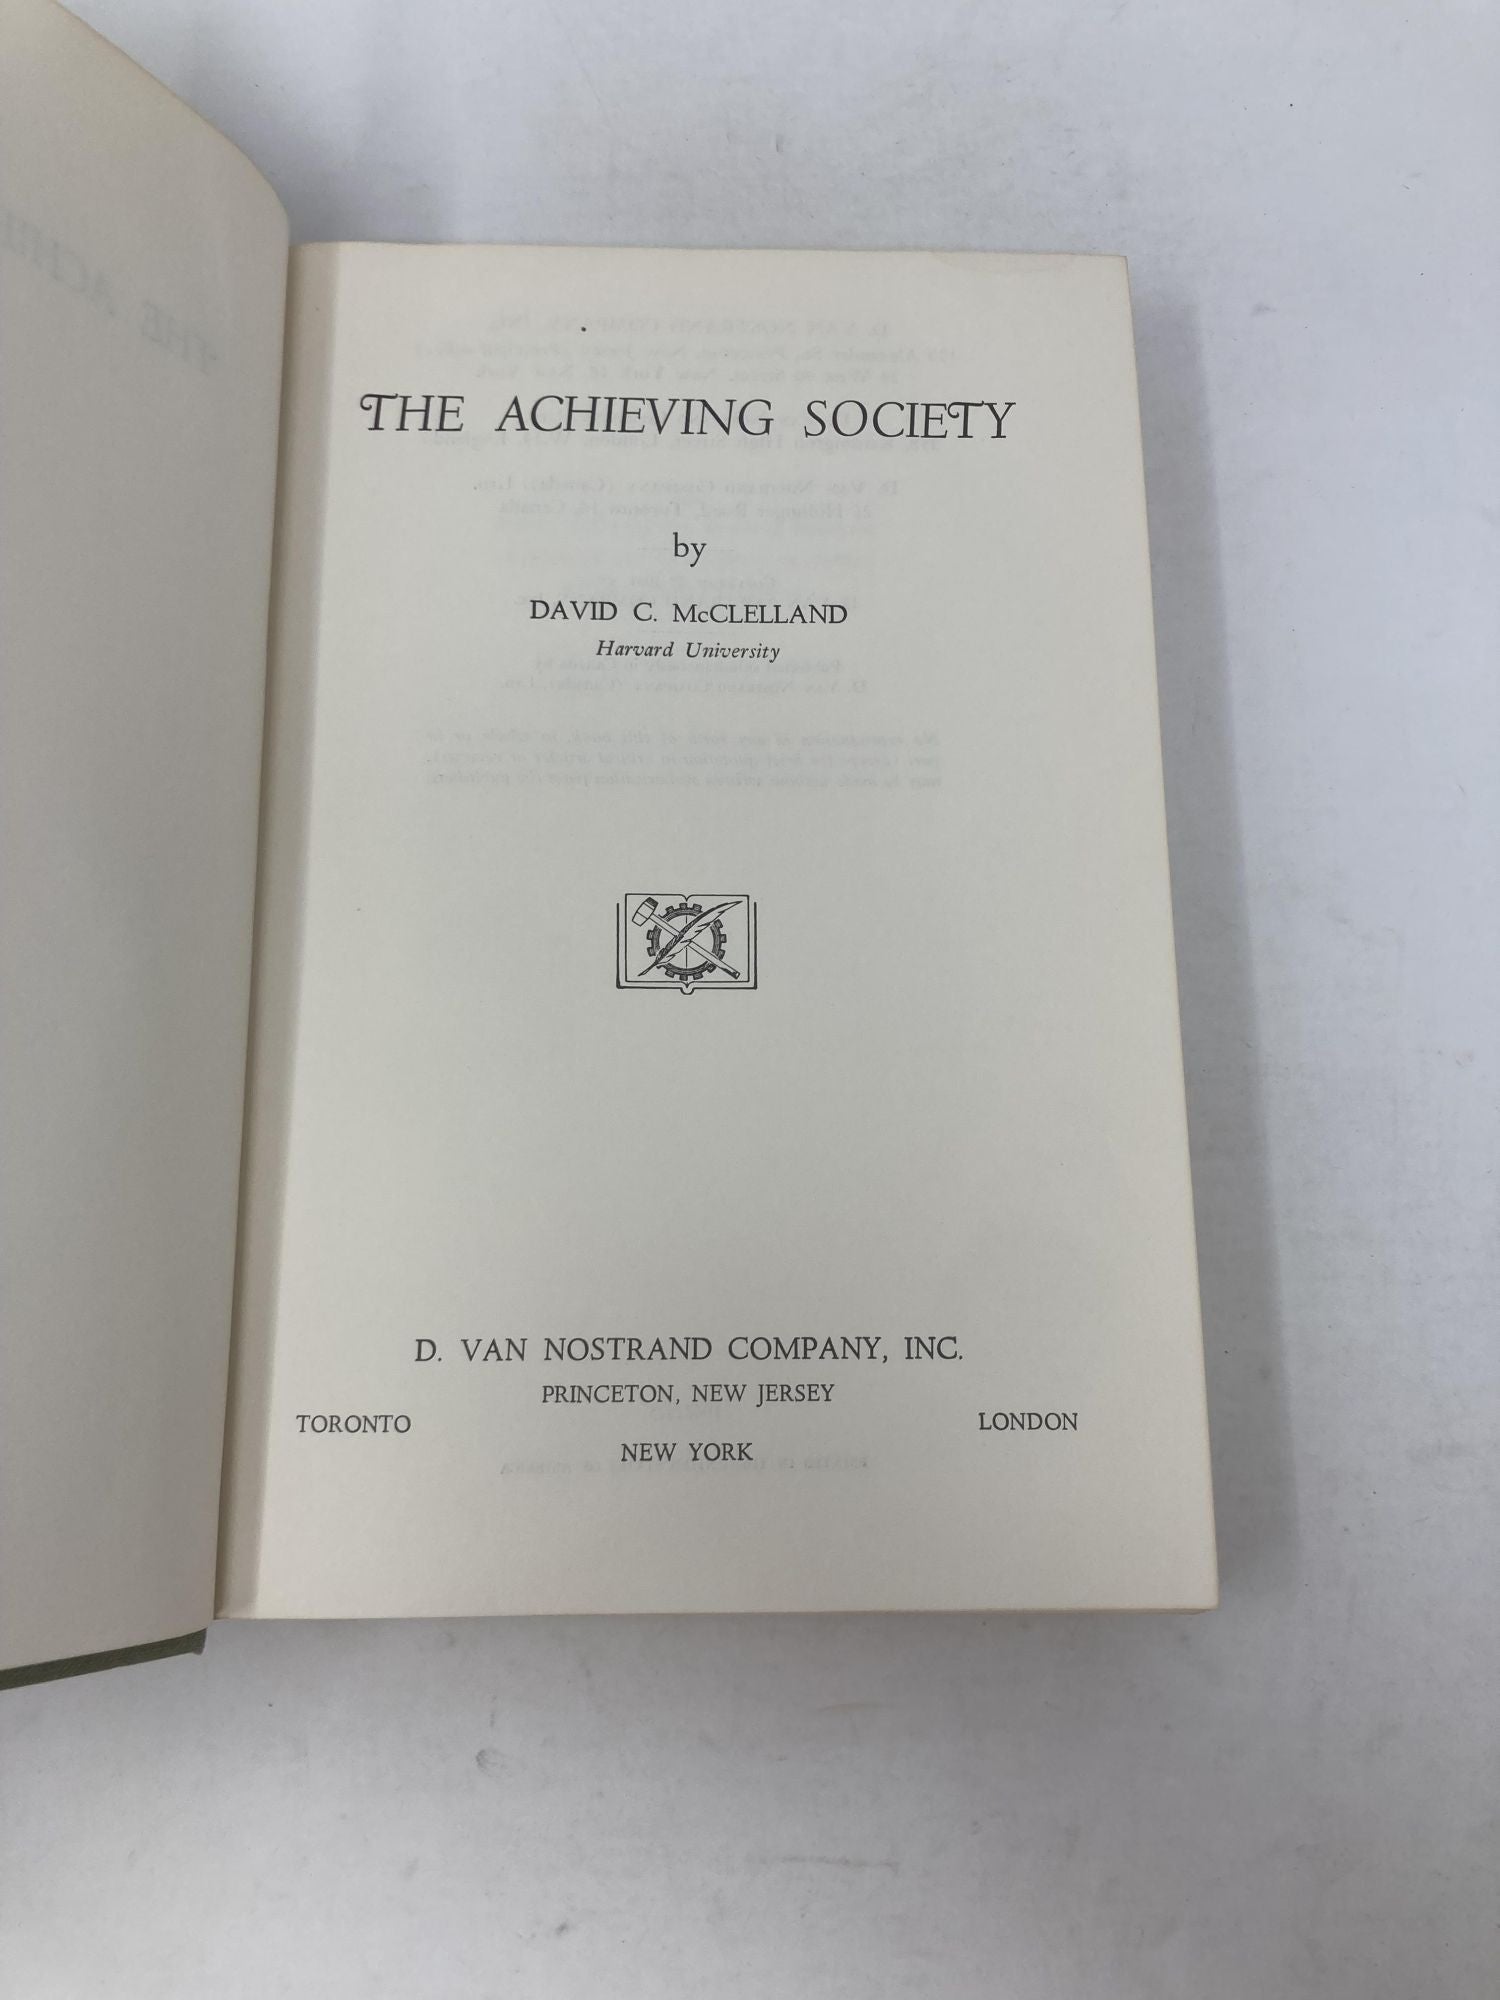 THE ACHIEVING SOCIETY
by
DAVID C. McCLELLAND
Harvard University
D. VAN NOSTRAND COMPANY, INC.
PRINCETON, NEW JERSEY
TORONTO LONDON
NEW YORK